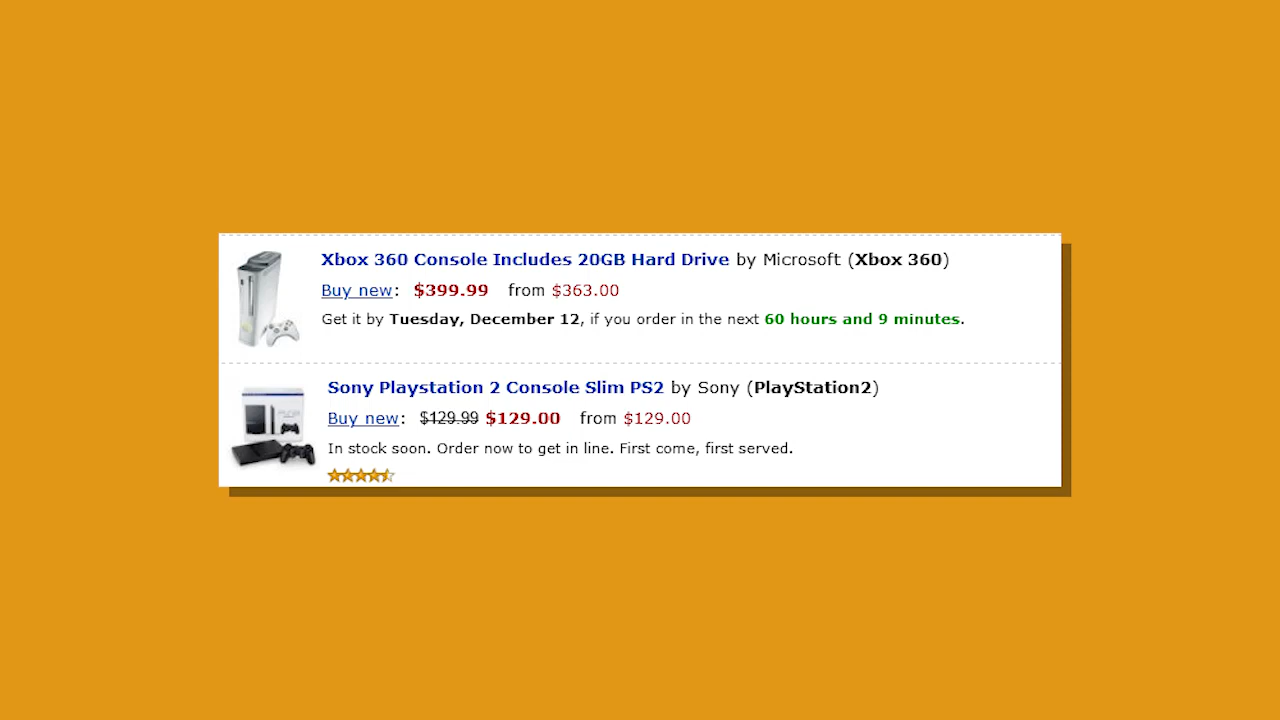 Xbox 360 Console Includes 20GB Hard Drive by Microsoft (Xbox 360)
Buy new: $399.99 from $363.00
Get it by Tuesday, December 12, if you order in the next 60 hours and 9 minutes.
Sony Playstation 2 Console Slim PS2 by Sony (PlayStation2)
Buy new: $129.99 $129.00 from $129.00
In stock soon. Order now to get in line. First come, first served.